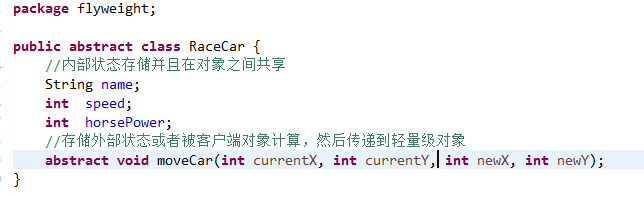 package flyweight;
public abstract class RaceCar {
//内部状态存储并且在对象之间共享
String name;
int  speed;
int  horsePower;
//存储外部状态或者被客户端对象计算，然后传递到轻量级对象
abstract void moveCar(int currentX, int currentY, int newX, int newY);
}